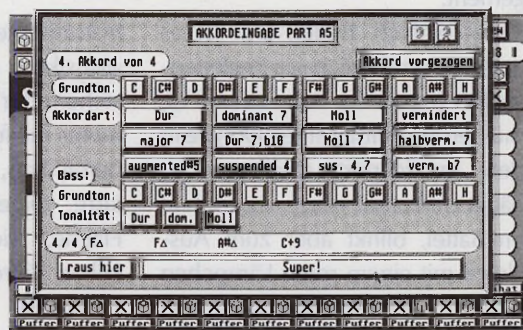 AKKORDEINGABE PART A5
4. Akkord von 4
Akkord vorgezogen
Grundton: C C# D D# E F F# G G# A A# H
Akkordart: Dur dominant 7 Moll vermindert
major 7 Dur 7,b10 Moll 7 halbverm. 7
augmented#5 suspended 4 sus. 4,7 verm. b7
Bass:
Grundton: C C# D D# E F F# G G# A A# H
Tonalität: Dur dom. Moll
4/4 F△ F△ A#△ C+9
raus hier Super!
Puffer Puffer Puffer Puffer Puffer Puffer Puffer Puffer Puffer Puffer